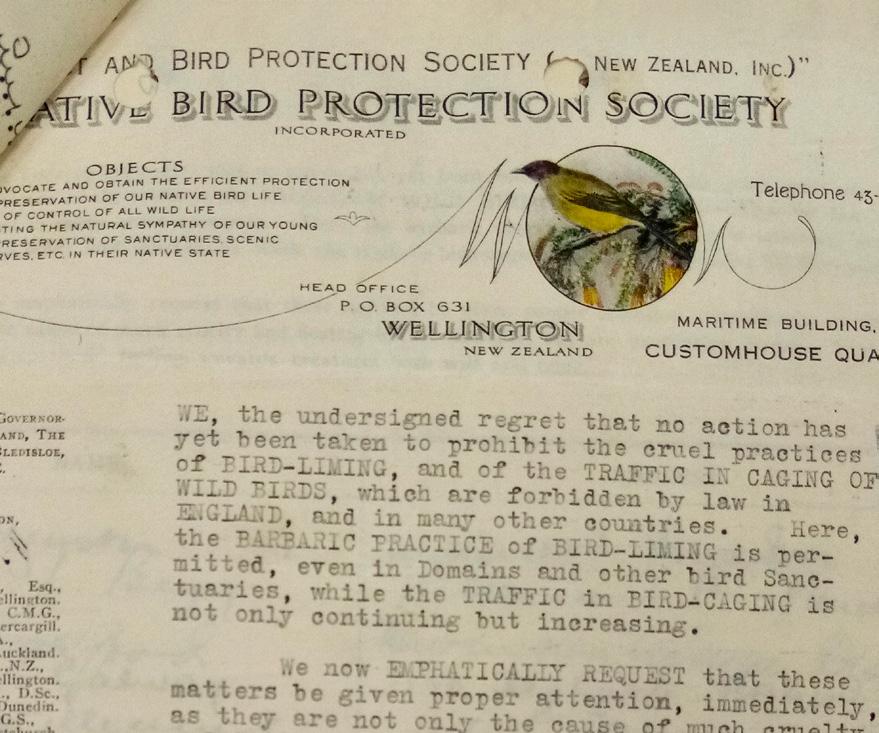 AND BIRD PROTECTION SOCIETY ( NEW ZEALAND. INC.)"
BIRD PROTECTION SOCIETY
INCORPORATED
OBJECTS
AND OBTAIN THE EFFICIENT PROTECTION
PRESERVATION OF OUR NATIVE BIRD LIFE
OF CONTROL OF ALL WILD LIFE
THE NATURAL SYMPATHY OF OUR YOUNG
OF SANCTUARIES, SCENIC
ETC. IN THEIR NATIVE STATE
Telephone 43-
HEAD OFFICE
P.O. BOX 631
WELLINGTON
NEW ZEALAND
MARITIME BUILDING,
CUSTOMHOUSE QUA
GOVERNOR-
AND, THE
BLEDISLOE,
Esq.,
ellington.
C.M.G.,
ercargill.
uckland.
N.Z.,
ellington.
D.Sc.,
Dunedin.
G.S.,
WE, the undersigned regret that no action has
yet been taken to prohibit the cruel practices
of BIRD-LIMING, and of the TRAFFIC IN CAGING OF
WILD BIRDS, which are forbidden by law in
ENGLAND, and in many other countries. Here,
the BARBARIC PRACTICE of BIRD-LIMING is per-
mitted, even in Domains and other bird Sanc-
tuaries, while the TRAFFIC in BIRD-CAGING is
not only continuing but increasing.
We now EMPHATICALLY REQUEST that these
matters be given proper attention, immediately,
as they are not only the cause of much cruelty